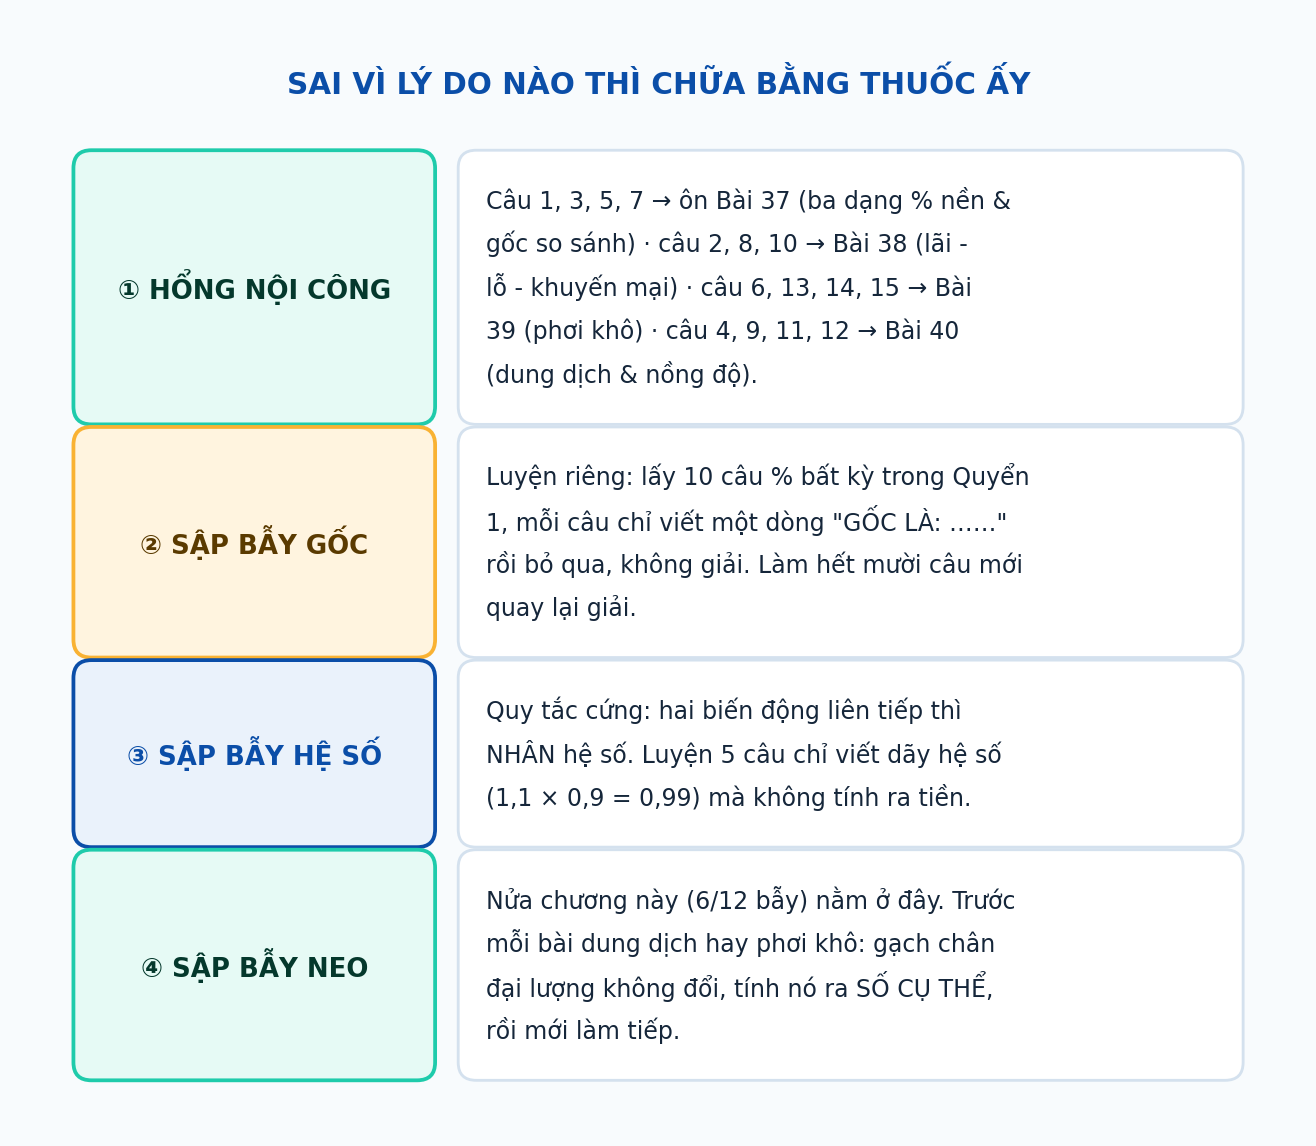 SAI VÌ LÝ DO NÀO THÌ CHỮA BẰNG THUỐC ẤY
① HỔNG NỘI CÔNG
Câu 1, 3, 5, 7 → ôn Bài 37 (ba dạng % nền &
gốc so sánh) · câu 2, 8, 10 → Bài 38 (lãi -
lỗ - khuyến mại) · câu 6, 13, 14, 15 → Bài
39 (phơi khô) · câu 4, 9, 11, 12 → Bài 40
(dung dịch & nồng độ).
② SẬP BẪY GỐC
Luyện riêng: lấy 10 câu % bất kỳ trong Quyển
1, mỗi câu chỉ viết một dòng "GỐC LÀ: ......"
rồi bỏ qua, không giải. Làm hết mười câu mới
quay lại giải.
③ SẬP BẪY HỆ SỐ
Quy tắc cứng: hai biến động liên tiếp thì
NHÂN hệ số. Luyện 5 câu chỉ viết dãy hệ số
(1,1 × 0,9 = 0,99) mà không tính ra tiền.
④ SẬP BẪY NEO
Nửa chương này (6/12 bẫy) nằm ở đây. Trước
mỗi bài dung dịch hay phơi khô: gạch chân
đại lượng không đổi, tính nó ra SỐ CỤ THỂ,
rồi mới làm tiếp.